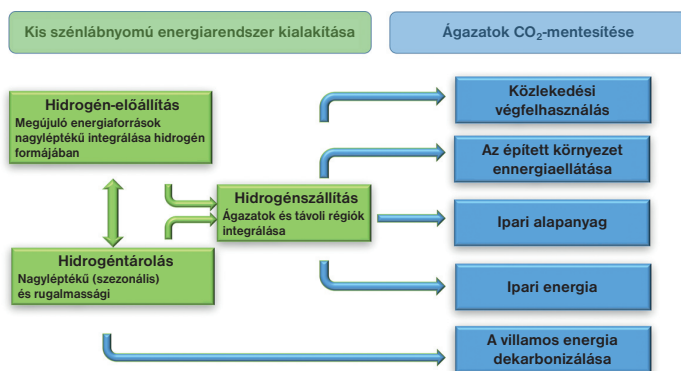 Kis szénlábnyomú energiarendszer kialakítása
Ágazatok CO₂-mentesítése
Hidrogén-előállítás
Megújuló energiaforrások
nagyléptékű integrálása hidrogén
formájában
Hidrogéntárolás
Nagyléptékű (szezonális)
és rugalmassági
Hidrogénszállítás
Ágazatok és távoli régiók
integrálása
Közlekedési
végfelhasználás
Az épített környezet
ennergiaellátása
Ipari alapanyag
Ipari energia
A villamos energia
dekarbonizálása